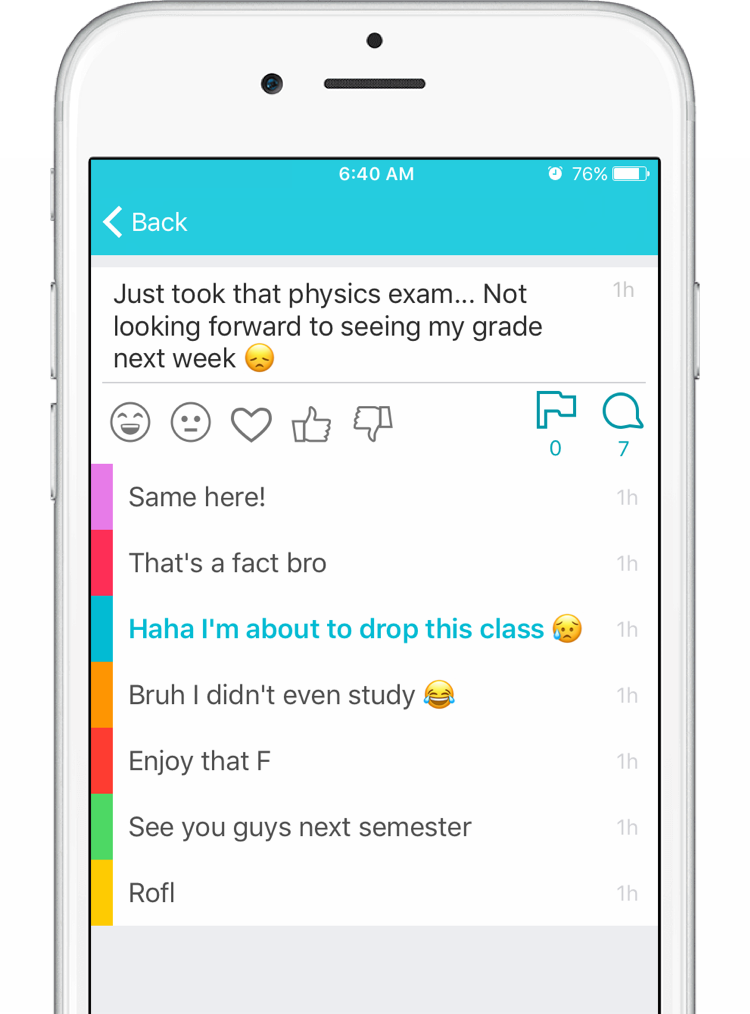 6:40 AM 76%
Back
Just took that physics exam... Not 1h
looking forward to seeing my grade
next week 😞
0 7
Same here! 1h
That's a fact bro 1h
Haha I'm about to drop this class 😥 1h
Bruh I didn't even study 😂 1h
Enjoy that F 1h
See you guys next semester 1h
Rofl 1h